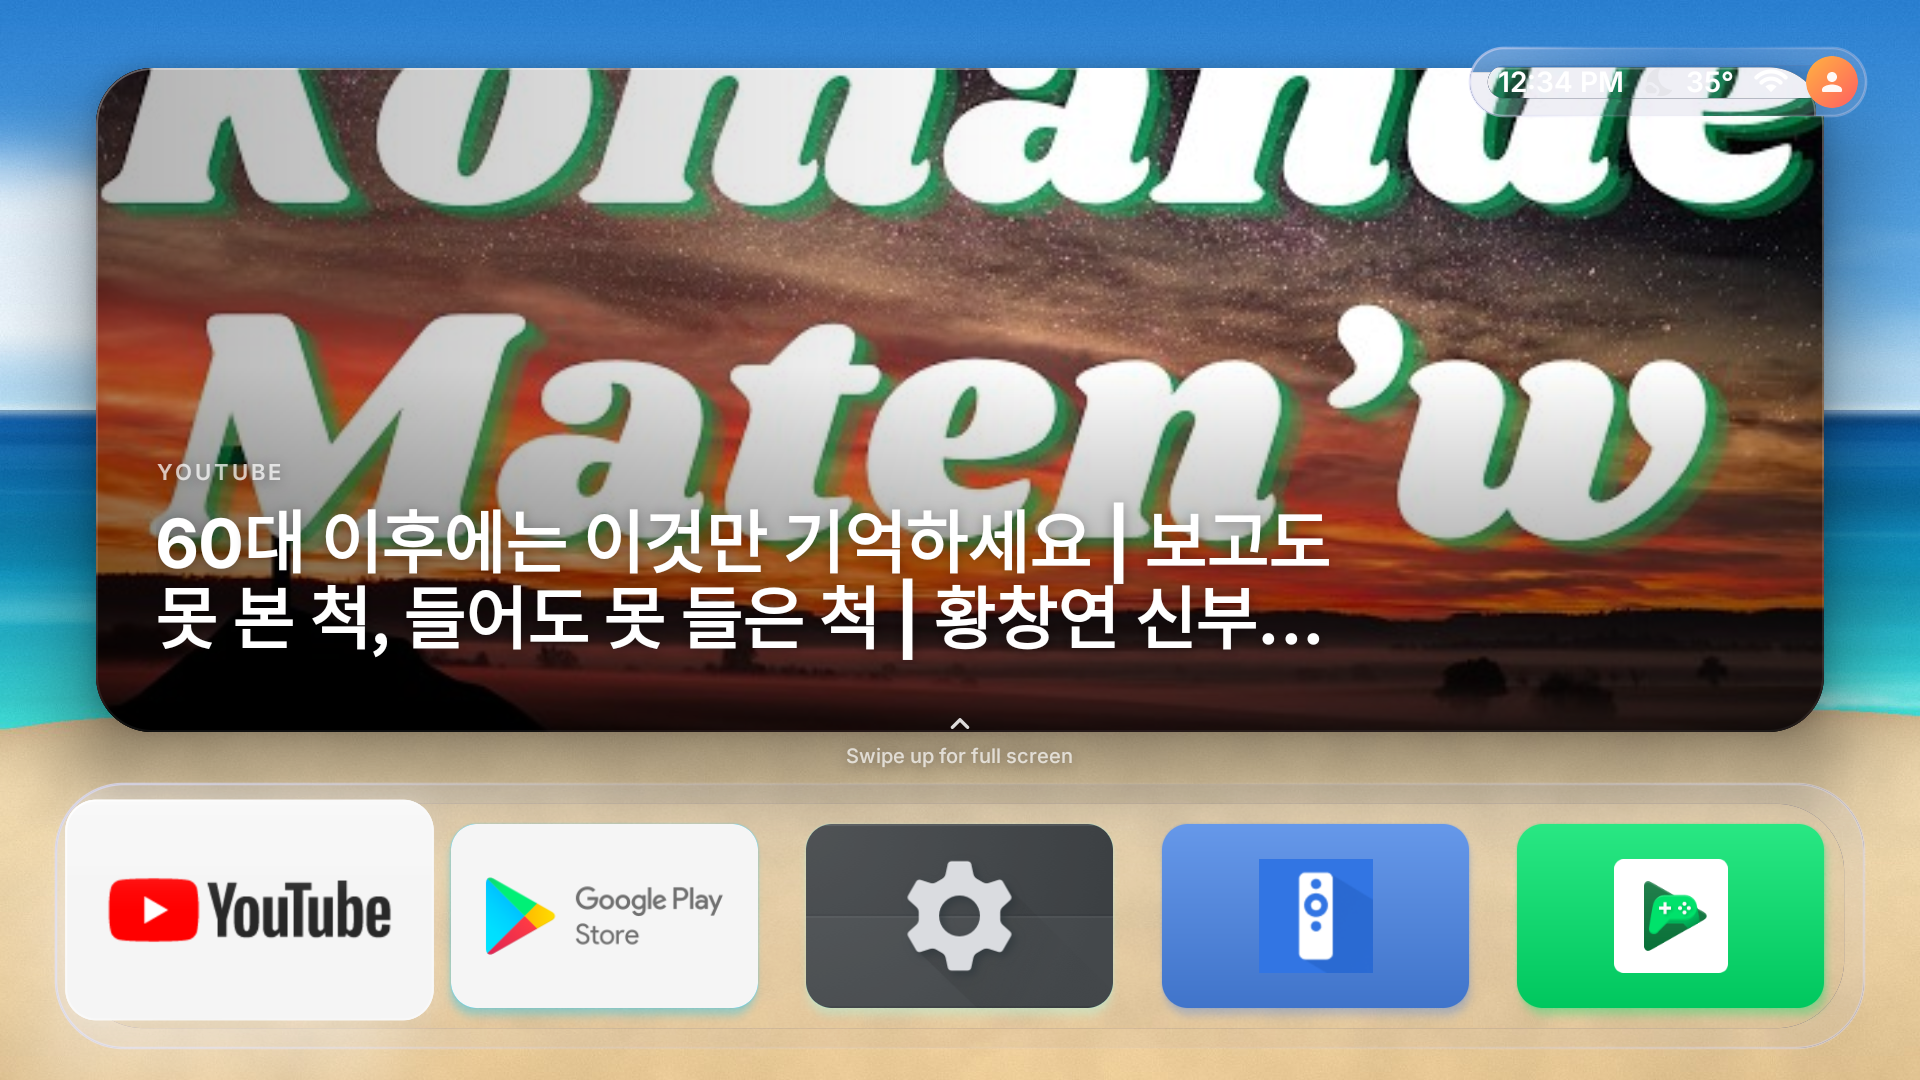 12:34 PM 35°
Romande
Maten'w
YOUTUBE
60대 이후에는 이것만 기억하세요 | 보고도
못 본 척, 들어도 못 들은 척 | 황창연 신부...
Swipe up for full screen
YouTube
Google Play
Store